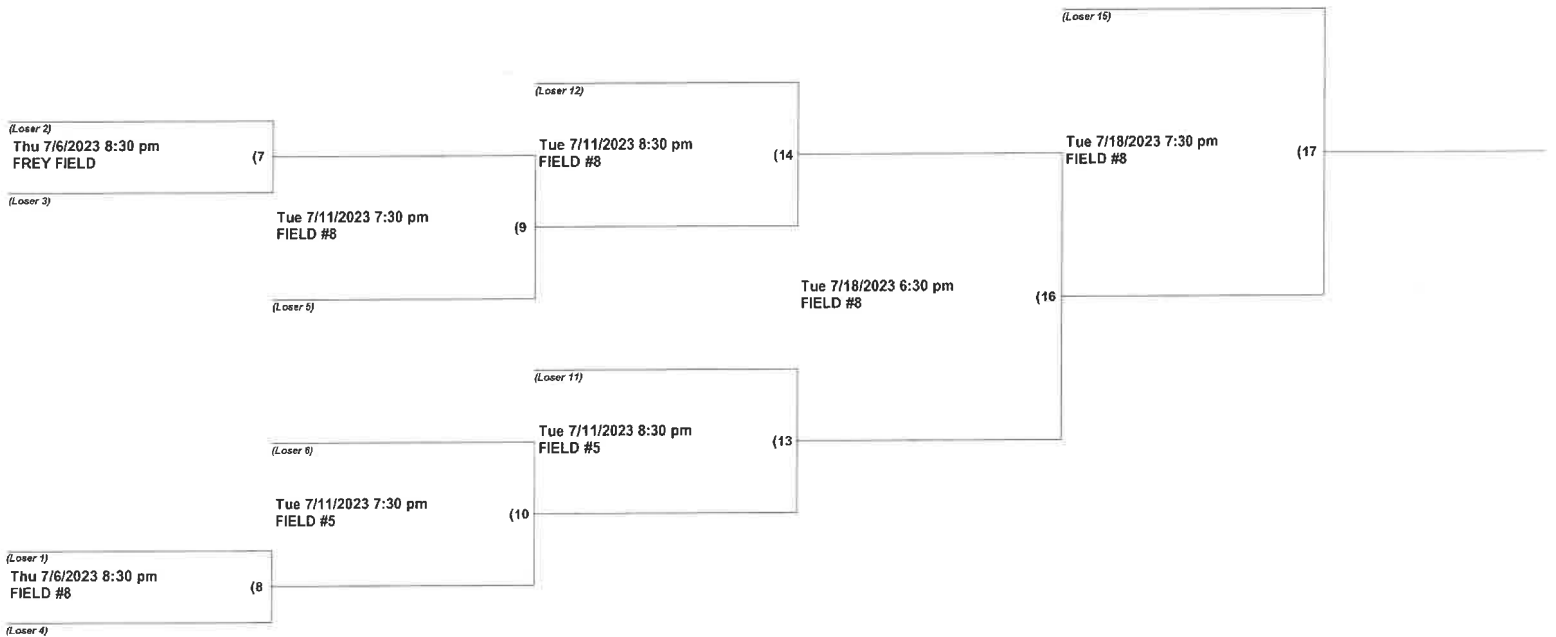 (Loser 15)
(Loser 12)
(Loser 2)
Thu 7/6/2023 8:30 pm
FREY FIELD
(7
(Loser 3)
Tue 7/11/2023 8:30 pm
FIELD #8
(14
Tue 7/18/2023 7:30 pm
FIELD #8
(17
Tue 7/11/2023 7:30 pm
FIELD #8
(9
(Loser 5)
Tue 7/18/2023 6:30 pm
FIELD #8
(16
(Loser 11)
Tue 7/11/2023 8:30 pm
FIELD #5
(13
(Loser 6)
Tue 7/11/2023 7:30 pm
FIELD #5
(10
(Loser 1)
Thu 7/6/2023 8:30 pm
FIELD #8
(8
(Loser 4)